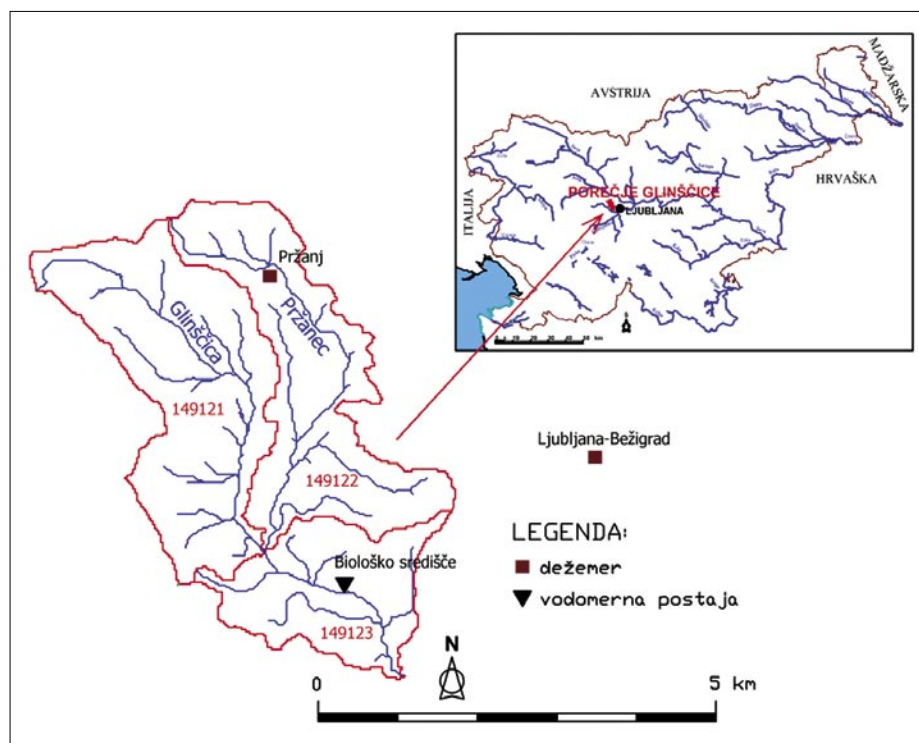 MADŽARSKA
AVSTRIJA
HRVAŠKA
ITALIJA
POREČJE GLINŠČICE
LJUBLJANA
km
Pržanj
Glinščica
Pržanec
149121
Ljubljana-Bežigrad
149122
LEGENDA:
Biološko središče
dežemer
vodomerna postaja
149123
N
0
5 km